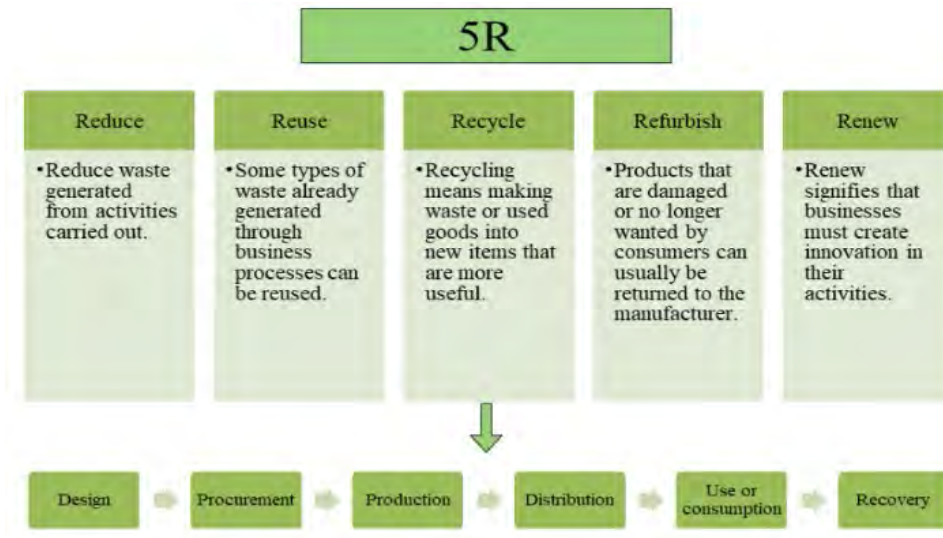 5R
Reduce
•Reduce waste
generated
from activities
carried out.
Reuse
•Some types of
waste already
generated
through
business
processes can
be reused.
Recycle
•Recycling
means making
waste or used
goods into
new items that
are more
useful.
Refurbish
•Products that
are damaged
or no longer
wanted by
consumers can
usually be
returned to the
manufacturer.
Renew
•Renew
signifies that
businesses
must create
innovation in
their
activities.
Design
Procurement
Production
Distribution
Use or
consumption
Recovery